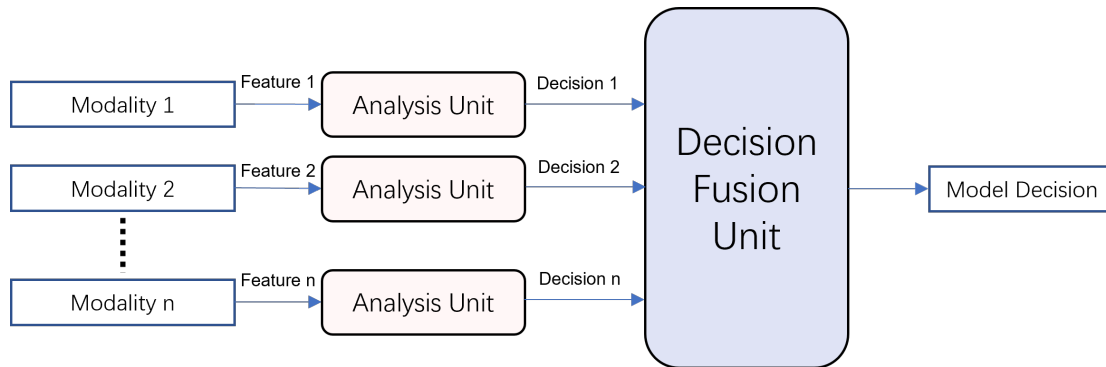 Modality 1
Feature 1
Analysis Unit
Decision 1
Modality 2
Feature 2
Analysis Unit
Decision 2
Modality n
Feature n
Analysis Unit
Decision n
Decision
Fusion
Unit
Model Decision